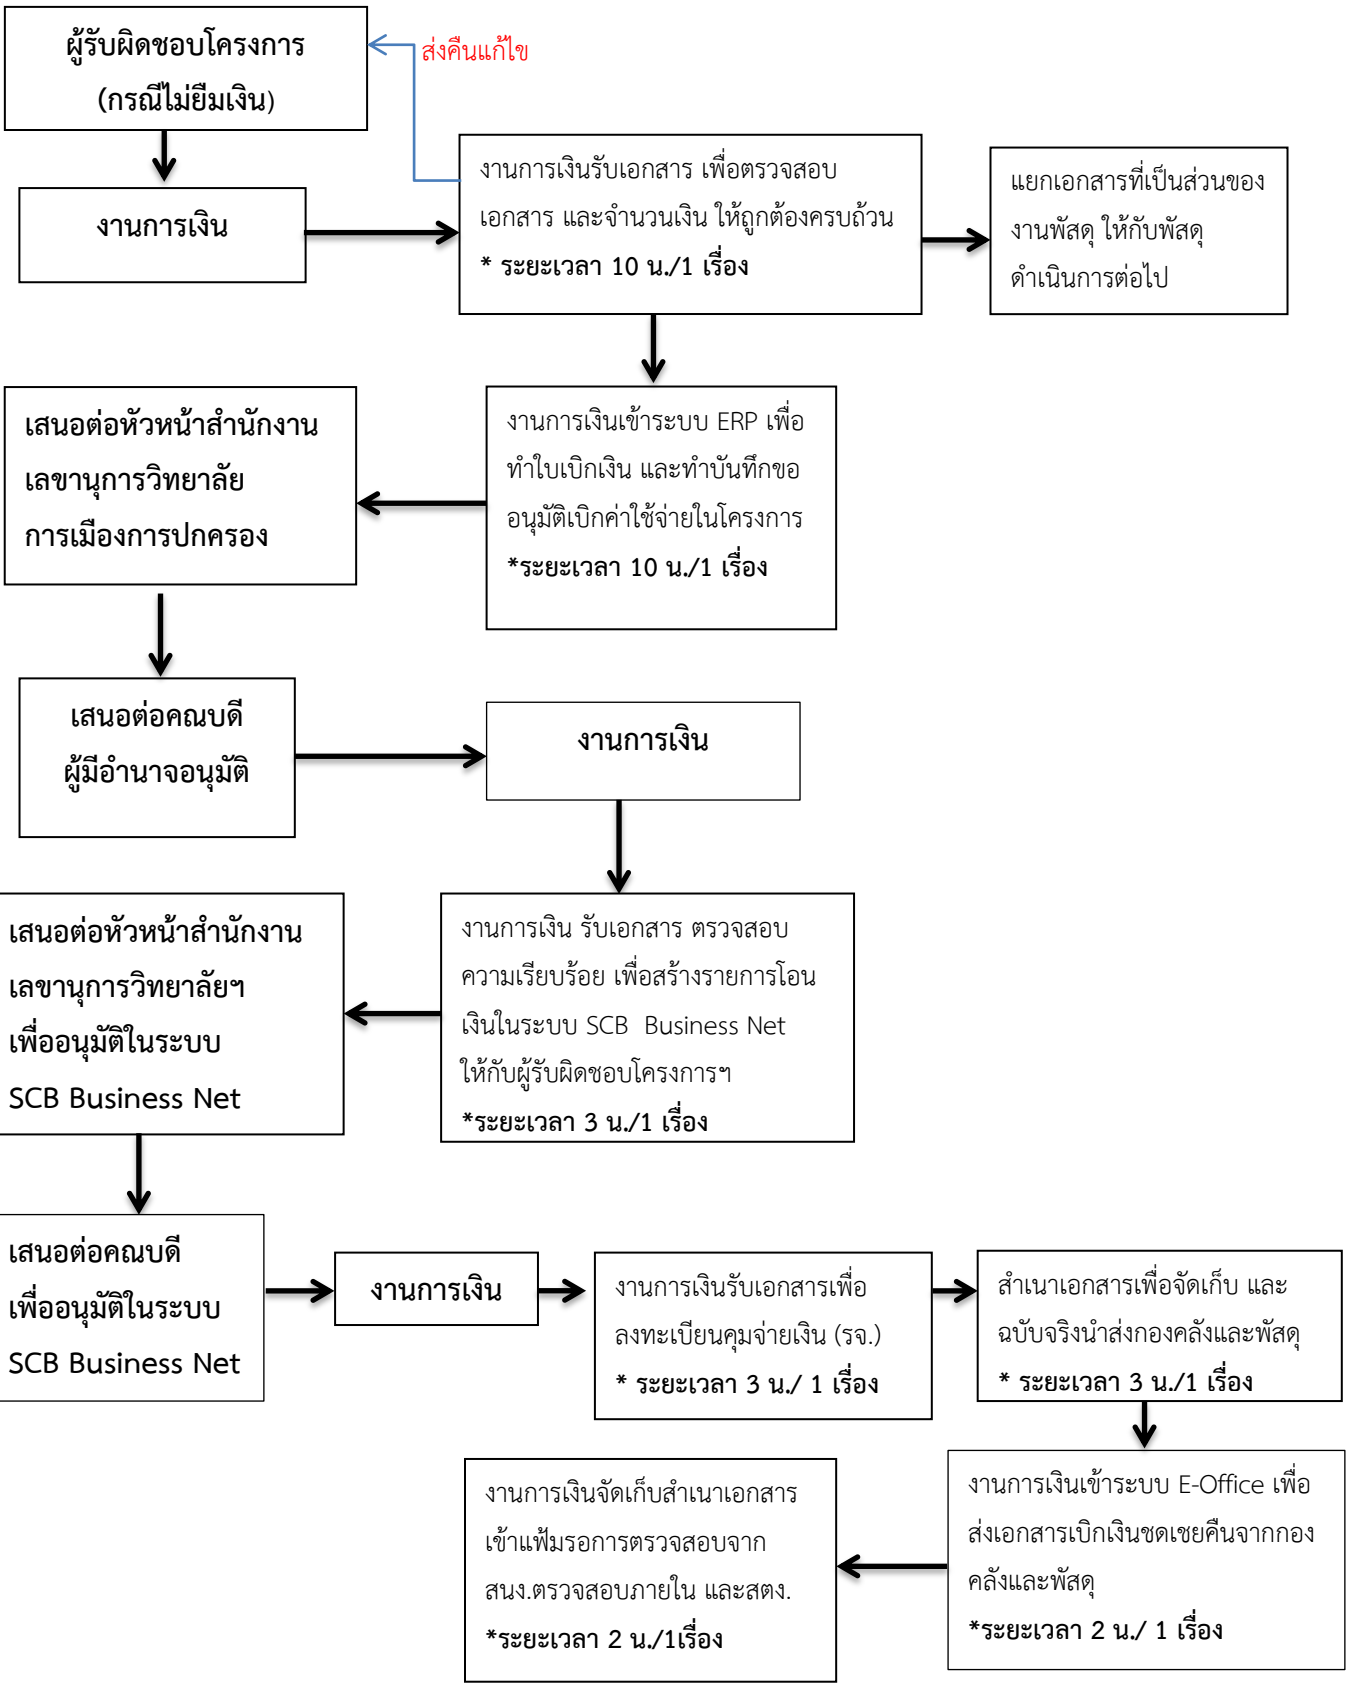 ผู้รับผิดชอบโครงการ
(กรณีไม่ยืมเงิน)
ส่งคืนแก้ไข
งานการเงิน
งานการเงินรับเอกสาร เพื่อตรวจสอบ
เอกสาร และจำนวนเงิน ให้ถูกต้องครบถ้วน
* ระยะเวลา 10 น./1 เรื่อง
แยกเอกสารที่เป็นส่วนของ
งานพัสดุ ให้กับพัสดุ
ดำเนินการต่อไป
งานการเงินเข้าระบบ ERP เพื่อ
ทำใบเบิกเงิน และทำบันทึกขอ
อนุมัติเบิกค่าใช้จ่ายในโครงการ
*ระยะเวลา 10 น./1 เรื่อง
เสนอต่อหัวหน้าสำนักงาน
เลขานุการวิทยาลัย
การเมืองการปกครอง
เสนอต่อคณบดี
ผู้มีอำนาจอนุมัติ
งานการเงิน
งานการเงิน รับเอกสาร ตรวจสอบ
ความเรียบร้อย เพื่อสร้างรายการโอน
เงินในระบบ SCB  Business Net
ให้กับผู้รับผิดชอบโครงการฯ
*ระยะเวลา 3 น./1 เรื่อง
เสนอต่อหัวหน้าสำนักงาน
เลขานุการวิทยาลัยฯ
เพื่ออนุมัติในระบบ
SCB Business Net
เสนอต่อคณบดี
เพื่ออนุมัติในระบบ
SCB Business Net
งานการเงิน
งานการเงินรับเอกสารเพื่อ
ลงทะเบียนคุมจ่ายเงิน (รจ.)
* ระยะเวลา 3 น./ 1 เรื่อง
สำเนาเอกสารเพื่อจัดเก็บ และ
ฉบับจริงนำส่งกองคลังและพัสดุ
* ระยะเวลา 3 น./1 เรื่อง
งานการเงินเข้าระบบ E-Office เพื่อ
ส่งเอกสารเบิกเงินชดเชยคืนจากกอง
คลังและพัสดุ
*ระยะเวลา 2 น./ 1 เรื่อง
งานการเงินจัดเก็บสำเนาเอกสาร
เข้าแฟ้มรอการตรวจสอบจาก
สนง.ตรวจสอบภายใน และสตง.
*ระยะเวลา 2 น./1เรื่อง